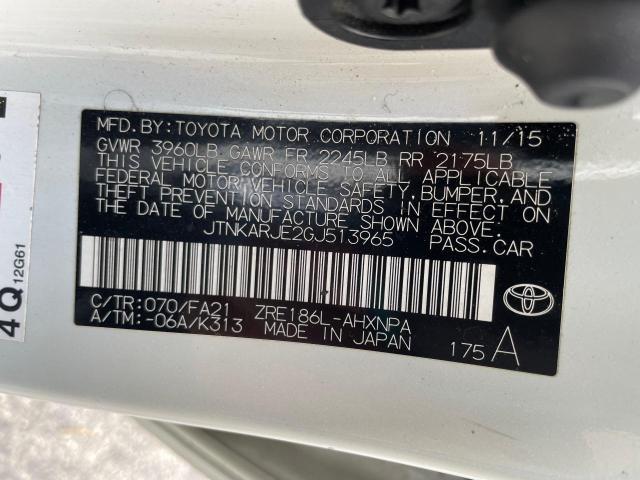 MFD.BY:TOYOTA MOTOR CORPORATION 11/15
GVWR 3960LB GAWR FR 2245LB RR 2175LB
THIS VEHICLE CONFORMS TO ALL APPLICABLE
FEDERAL MOTOR VEHICLE SAFETY, BUMPER, AND
THEFT PREVENTION STANDARDS IN EFFECT ON
THE DATE OF MANUFACTURE SHOWN ABOVE.
JTNKARJE2GJ513965 PASS.CAR
C/TR:070/FA21 ZRE186L-AHXNPA
A/TM:-06A/K313 MADE IN JAPAN
175 A
4Q 12G61